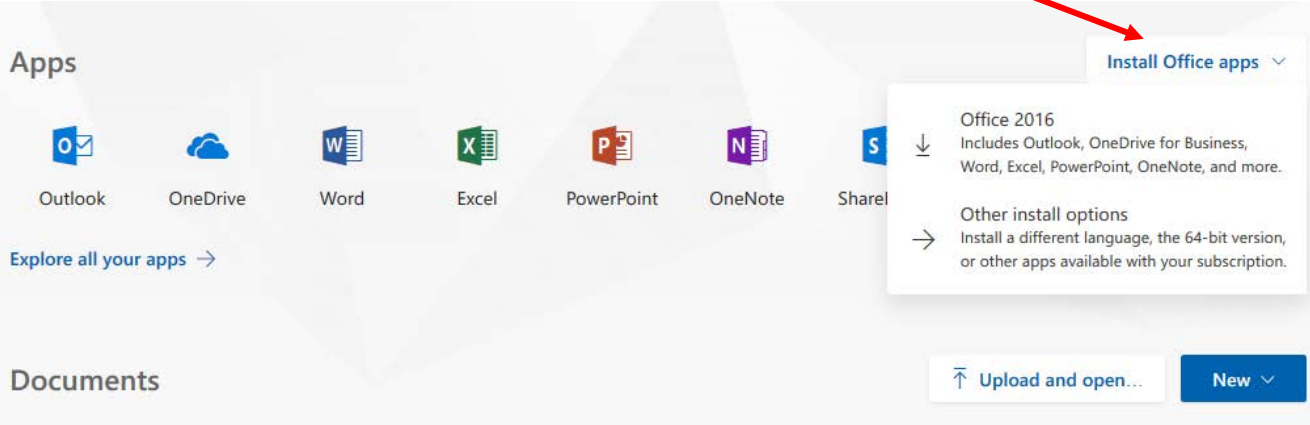 Apps
Install Office apps
Office 2016
Includes Outlook, OneDrive for Business,
Word, Excel, PowerPoint, OneNote, and more.
Other install options
Install a different language, the 64-bit version,
or other apps available with your subscription.
Outlook
OneDrive
Word
Excel
PowerPoint
OneNote
Explore all your apps
Documents
Upload and open...
New